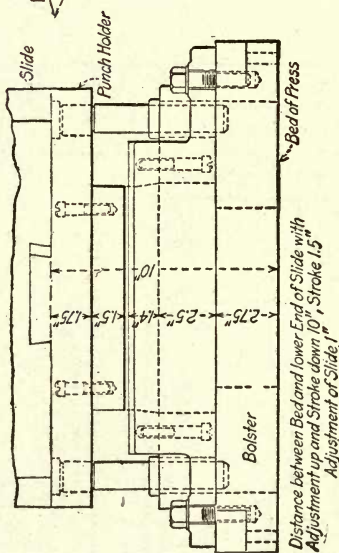 Slide
Punch Holder
10"
1.75"
1.5"
1.4"
2.5"
2.75"
Bolster
Bed of Press
Distance between Bed and lower End of Slide with
Adjustment up and Stroke down 10", Stroke 1.5"
Adjustment of Slide, 1"